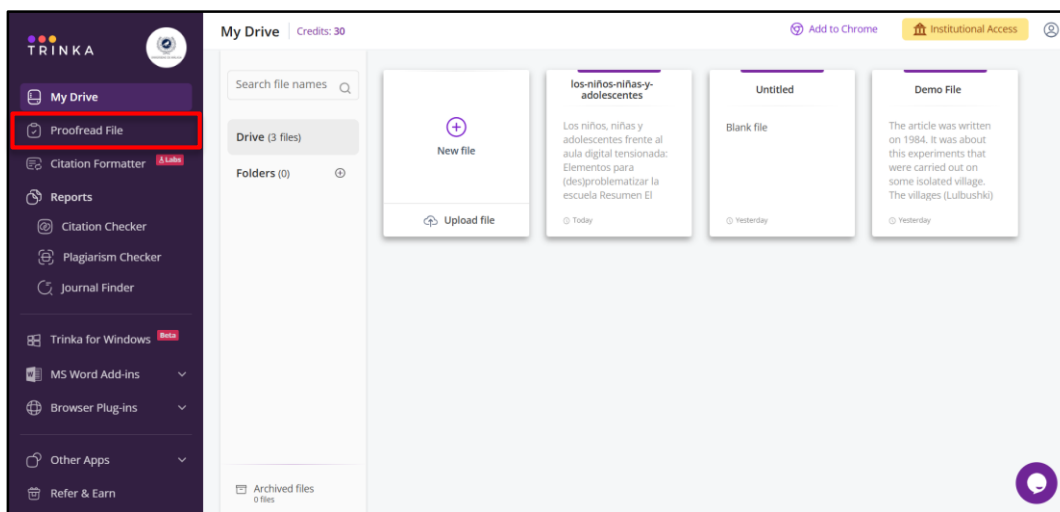 TRINKA
My Drive
Proofread File
Citation Formatter Labs
Reports
Citation Checker
Plagiarism Checker
Journal Finder
Trinka for Windows Beta
MS Word Add-ins
Browser Plug-ins
Other Apps
Refer & Earn
My Drive Credits: 30
Add to Chrome
Institutional Access
Search file names
Drive (3 files)
Folders (0)
Archived files
0 files
New file
Upload file
los-niños-niñas-y-
adolescentes
Los niños, niñas y
adolescentes frente al
aula digital tensionada:
Elementos para
(des)problematizar la
escuela Resumen El
Today
Untitled
Blank file
Yesterday
Demo File
The article was written
on 1984. It was about
this experiments that
were carried out on
some isolated village.
The villages (Lulbushki)
Yesterday